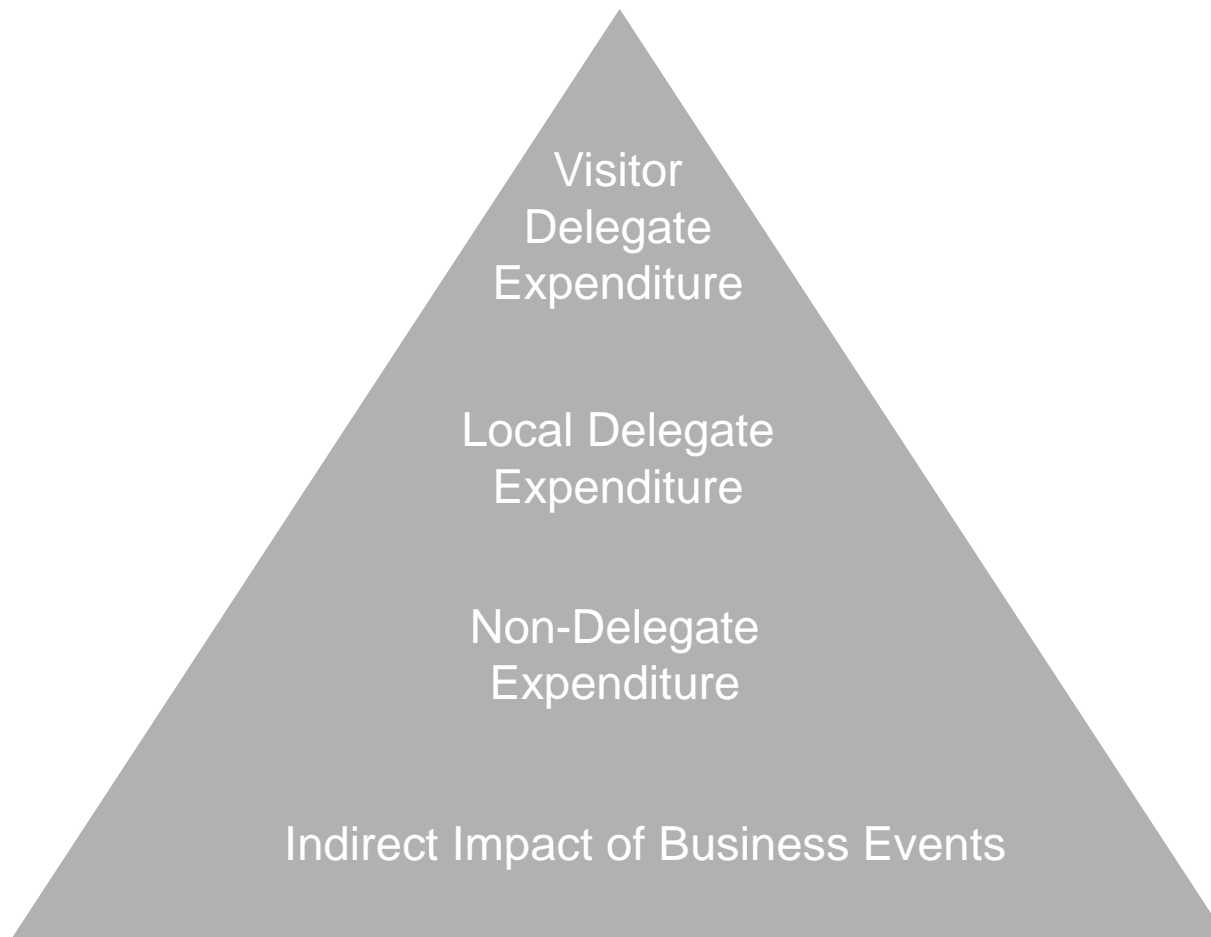 Visitor
Delegate
Expenditure
Local Delegate
Expenditure
Non-Delegate
Expenditure
Indirect Impact of Business Events